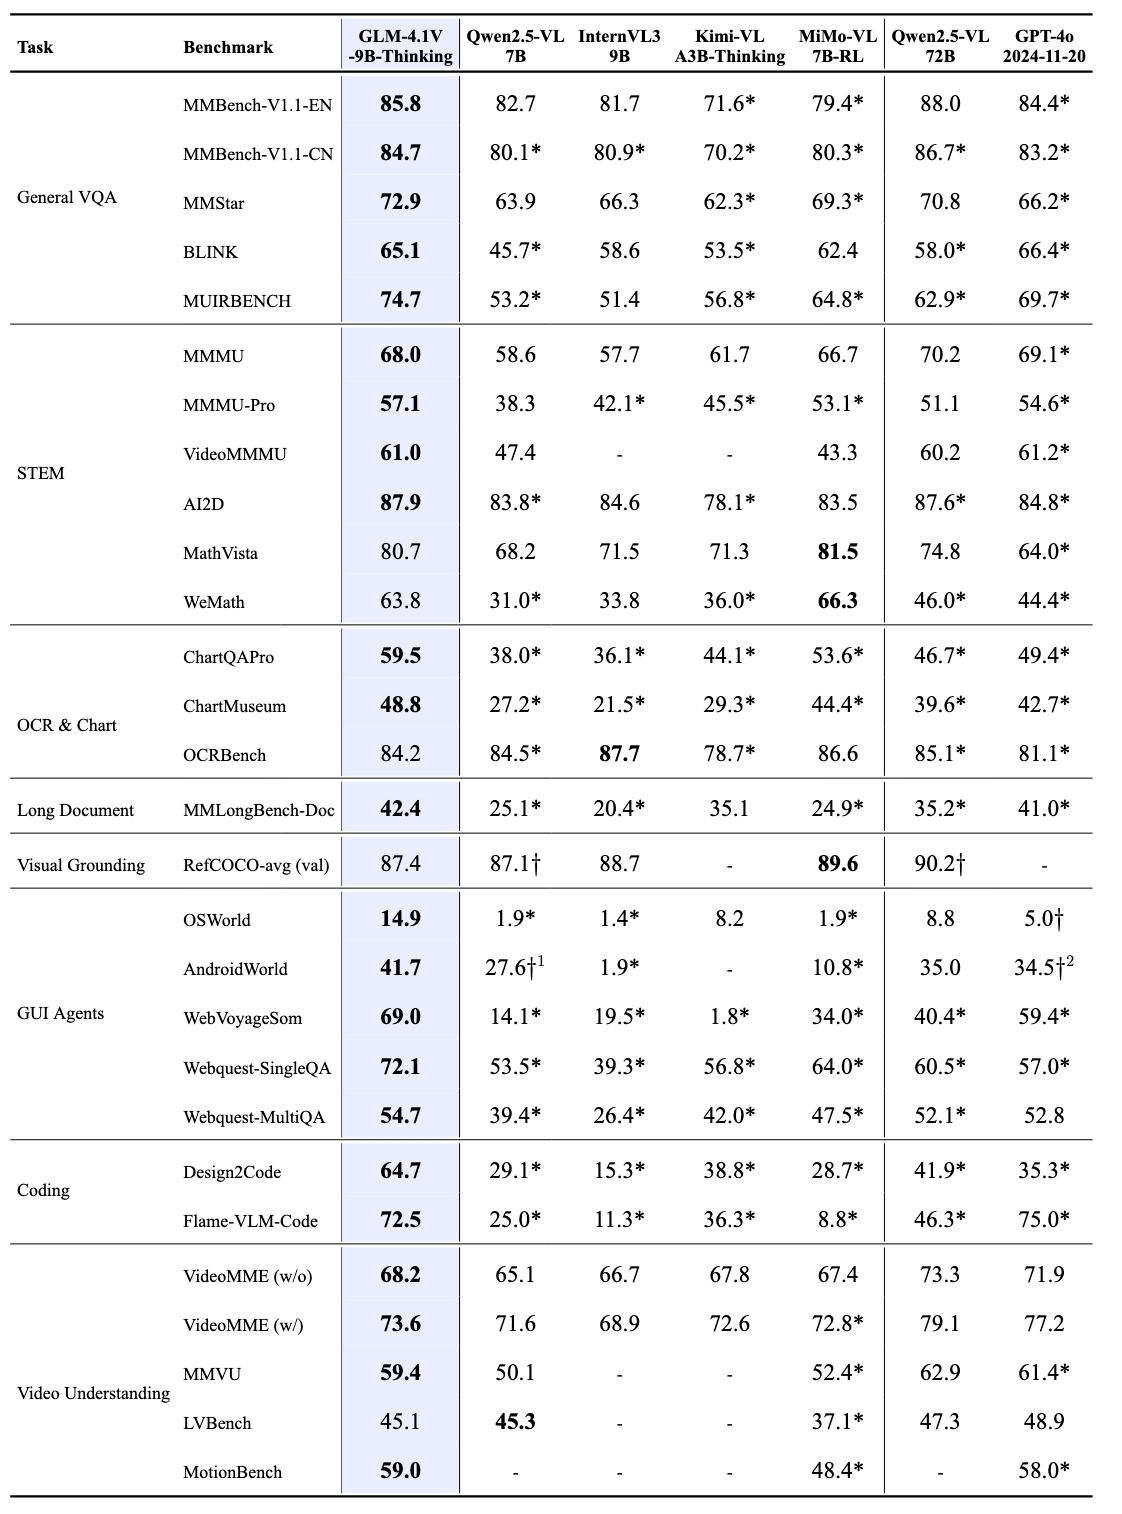 Task Benchmark GLM-4.1V -9B-Thinking Qwen2.5-VL 7B InternVL3 9B Kimi-VL A3B-Thinking MiMo-VL 7B-RL Qwen2.5-VL 72B GPT-4o 2024-11-20
General VQA
MMBench-V1.1-EN 85.8 82.7 81.7 71.6* 79.4* 88.0 84.4*
MMBench-V1.1-CN 84.7 80.1* 80.9* 70.2* 80.3* 86.7* 83.2*
MMStar 72.9 63.9 66.3 62.3* 69.3* 70.8 66.2*
BLINK 65.1 45.7* 58.6 53.5* 62.4 58.0* 66.4*
MUIRBENCH 74.7 53.2* 51.4 56.8* 64.8* 62.9* 69.7*
STEM
MMMU 68.0 58.6 57.7 61.7 66.7 70.2 69.1*
MMMU-Pro 57.1 38.3 42.1* 45.5* 53.1* 51.1 54.6*
VideoMMMU 61.0 47.4 - - 43.3 60.2 61.2*
AI2D 87.9 83.8* 84.6 78.1* 83.5 87.6* 84.8*
MathVista 80.7 68.2 71.5 71.3 81.5 74.8 64.0*
WeMath 63.8 31.0* 33.8 36.0* 66.3 46.0* 44.4*
OCR & Chart
ChartQAPro 59.5 38.0* 36.1* 44.1* 53.6* 46.7* 49.4*
ChartMuseum 48.8 27.2* 21.5* 29.3* 44.4* 39.6* 42.7*
OCRBench 84.2 84.5* 87.7 78.7* 86.6 85.1* 81.1*
Long Document MMLongBench-Doc 42.4 25.1* 20.4* 35.1 24.9* 35.2* 41.0*
Visual Grounding RefCOCO-avg (val) 87.4 87.1† 88.7 - 89.6 90.2† -
GUI Agents
OSWorld 14.9 1.9* 1.4* 8.2 1.9* 8.8 5.0†
AndroidWorld 41.7 27.6†¹ 1.9* - 10.8* 35.0 34.5†²
WebVoyageSom 69.0 14.1* 19.5* 1.8* 34.0* 40.4* 59.4*
Webquest-SingleQA 72.1 53.5* 39.3* 56.8* 64.0* 60.5* 57.0*
Webquest-MultiQA 54.7 39.4* 26.4* 42.0* 47.5* 52.1* 52.8
Coding
Design2Code 64.7 29.1* 15.3* 38.8* 28.7* 41.9* 35.3*
Flame-VLM-Code 72.5 25.0* 11.3* 36.3* 8.8* 46.3* 75.0*
Video Understanding
VideoMME (w/o) 68.2 65.1 66.7 67.8 67.4 73.3 71.9
VideoMME (w/) 73.6 71.6 68.9 72.6 72.8* 79.1 77.2
MMVU 59.4 50.1 - - 52.4* 62.9 61.4*
LVBench 45.1 45.3 - - 37.1* 47.3 48.9
MotionBench 59.0 - - - 48.4* - 58.0*